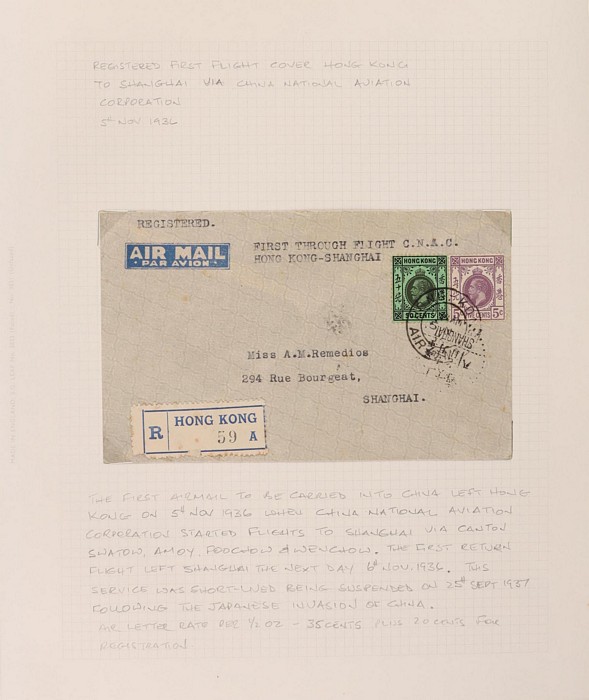 REGISTERED FIRST FLIGHT COVER HONG KONG
TO SHANGHAI VIA CHINA NATIONAL AVIATION
CORPORATION
5th NOV 1936
REGISTERED.
AIR MAIL
PAR AVION
FIRST THROUGH FLIGHT C.N.A.C.
HONG KONG-SHANGHAI
HONG KONG
50 CENTS
HONG KONG
5 CENTS 5c
Miss A.M.Remedios
294 Rue Bourgeat,
SHANGHAI.
R HONG KONG
59 A
THE FIRST AIRMAIL TO BE CARRIED INTO CHINA LEFT HONG
KONG ON 5th NOV 1936 WHEN CHINA NATIONAL AVIATION
CORPORATION STARTED FLIGHTS TO SHANGHAI VIA CANTON
SWATOW, AMOY, FOOCHOW & WENCHOW. THE FIRST RETURN
FLIGHT LEFT SHANGHAI THE NEXT DAY 6th NOV. 1936. THIS
SERVICE WAS SHORT-LIVED BEING SUSPENDED ON 25th SEPT 1937
FOLLOWING THE JAPANESE INVASION OF CHINA.
AIR LETTER RATE PER 1/2 OZ - 35 CENTS PLUS 20 CENTS FOR
REGISTRATION